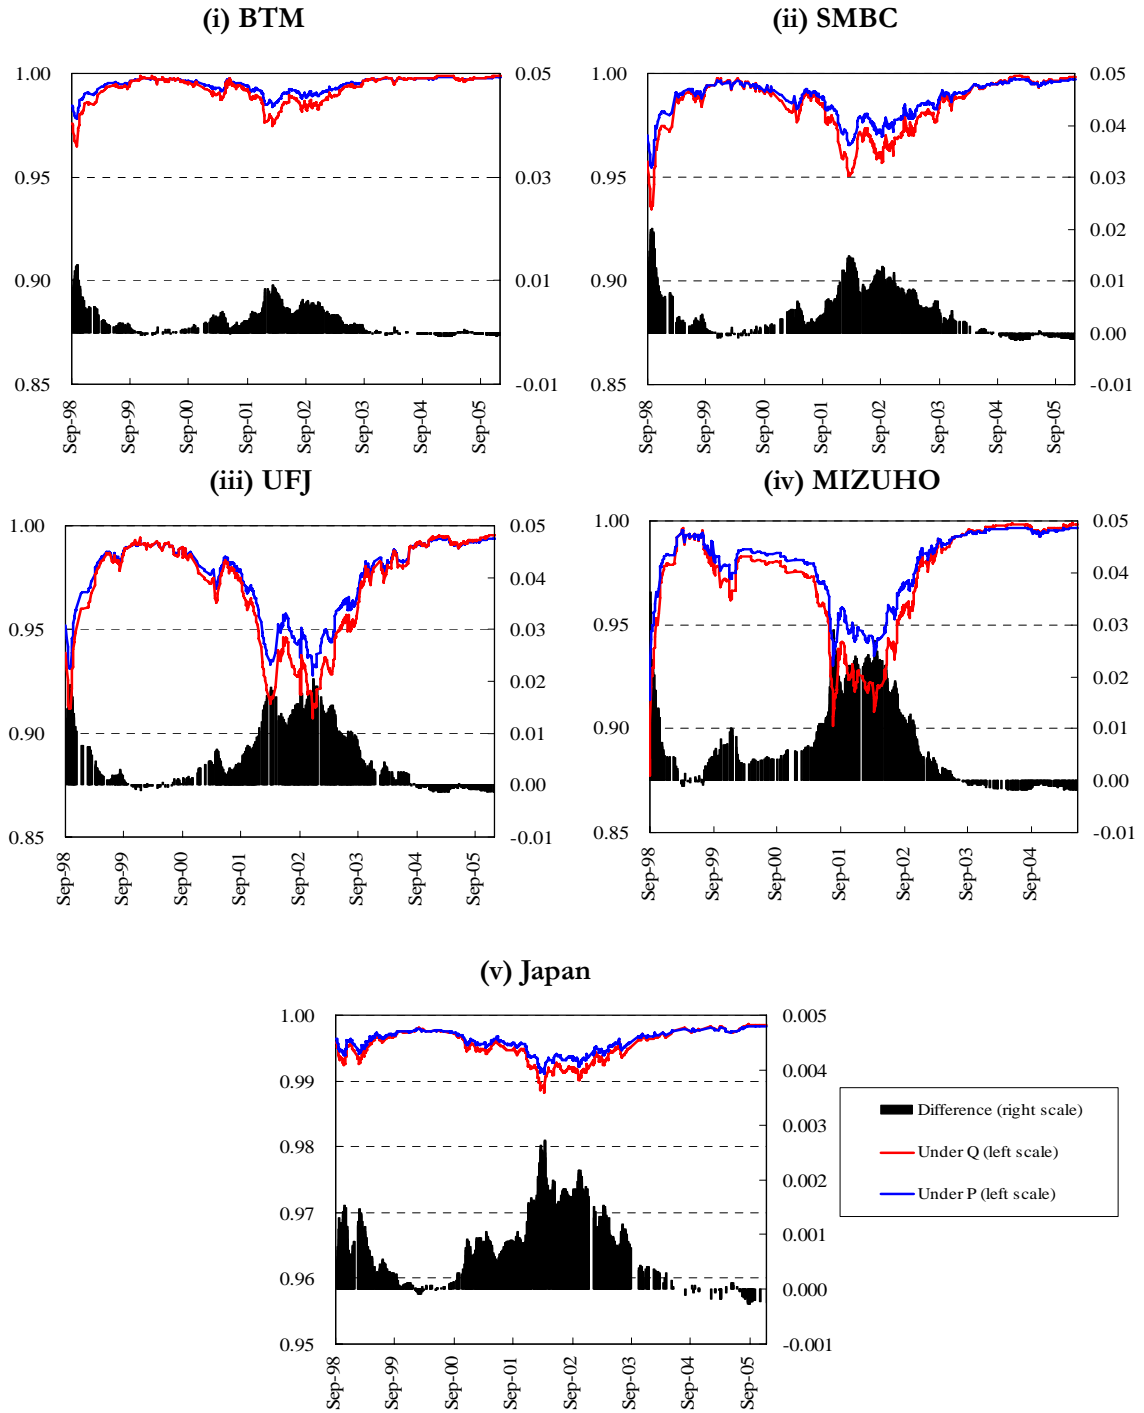 (i) BTM
(ii) SMBC
1.00
0.95
0.90
0.85
0.05
0.03
0.01
0.00
-0.01
Sep-98
Sep-99
Sep-00
Sep-01
Sep-02
Sep-03
Sep-04
Sep-05
1.00
0.95
0.90
0.85
0.05
0.04
0.03
0.02
0.01
0.00
-0.01
Sep-98
Sep-99
Sep-00
Sep-01
Sep-02
Sep-03
Sep-04
Sep-05
(iii) UFJ
(iv) MIZUHO
1.00
0.95
0.90
0.85
0.05
0.04
0.03
0.02
0.01
0.00
-0.01
Sep-98
Sep-99
Sep-00
Sep-01
Sep-02
Sep-03
Sep-04
Sep-05
1.00
0.95
0.90
0.85
0.05
0.04
0.03
0.02
0.01
0.00
-0.01
Sep-98
Sep-99
Sep-00
Sep-01
Sep-02
Sep-03
Sep-04
(v) Japan
1.00
0.99
0.98
0.97
0.96
0.95
0.005
0.004
0.003
0.002
0.001
0.000
-0.001
Sep-98
Sep-99
Sep-00
Sep-01
Sep-02
Sep-03
Sep-04
Sep-05
Difference (right scale)
Under Q (left scale)
Under P (left scale)